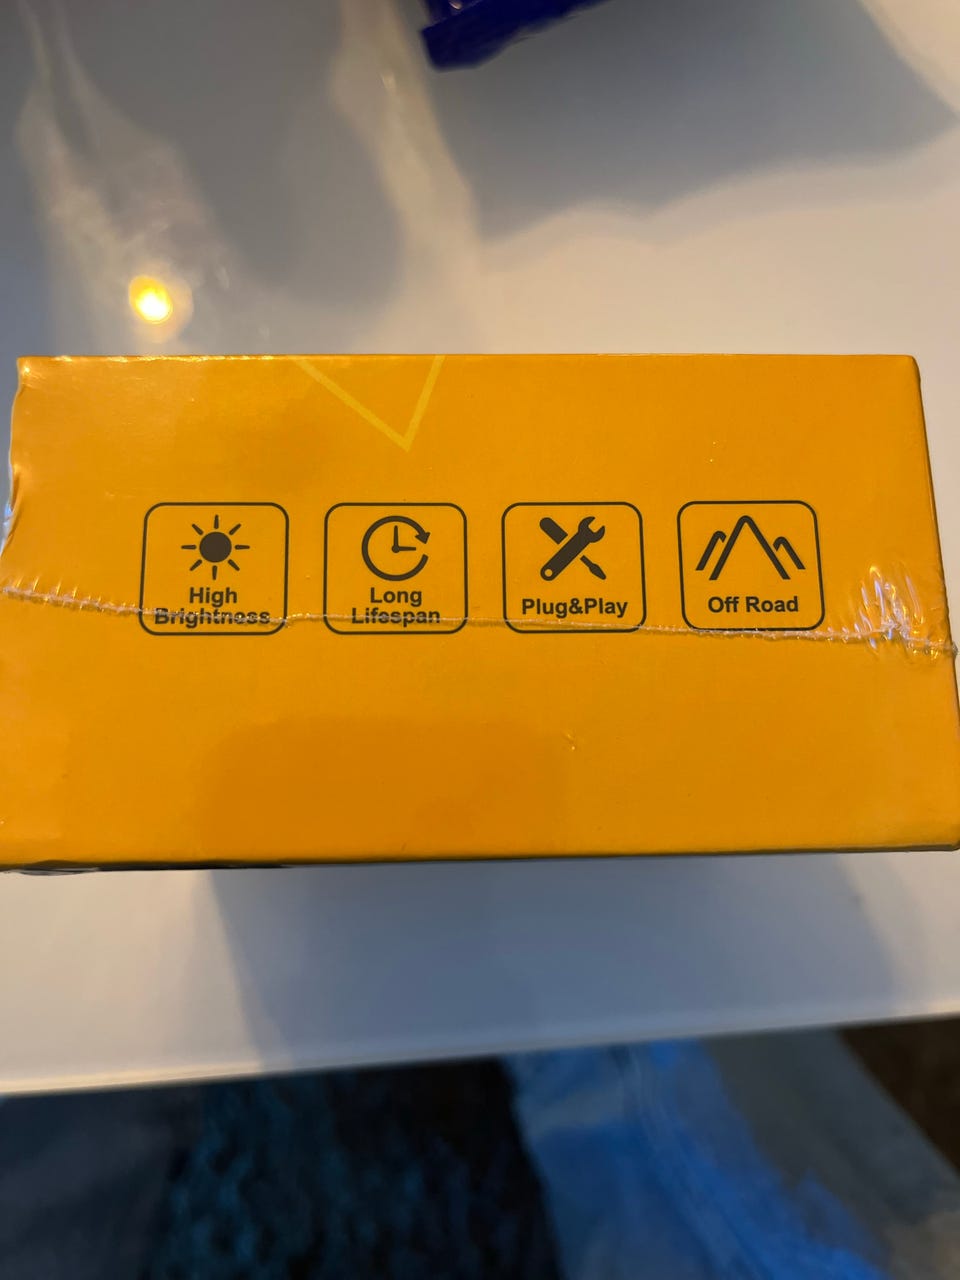 High
Brightness
Long
Lifespan
Plug&Play
Off Road